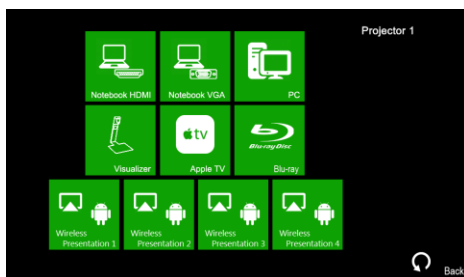 Projector 1
Notebook HDMI
Notebook VGA
PC
Visualizer
tv
Apple TV
Blu-ray Disc
Blu-ray
Wireless
Presentation 1
Wireless
Presentation 2
Wireless
Presentation 3
Wireless
Presentation 4
Back